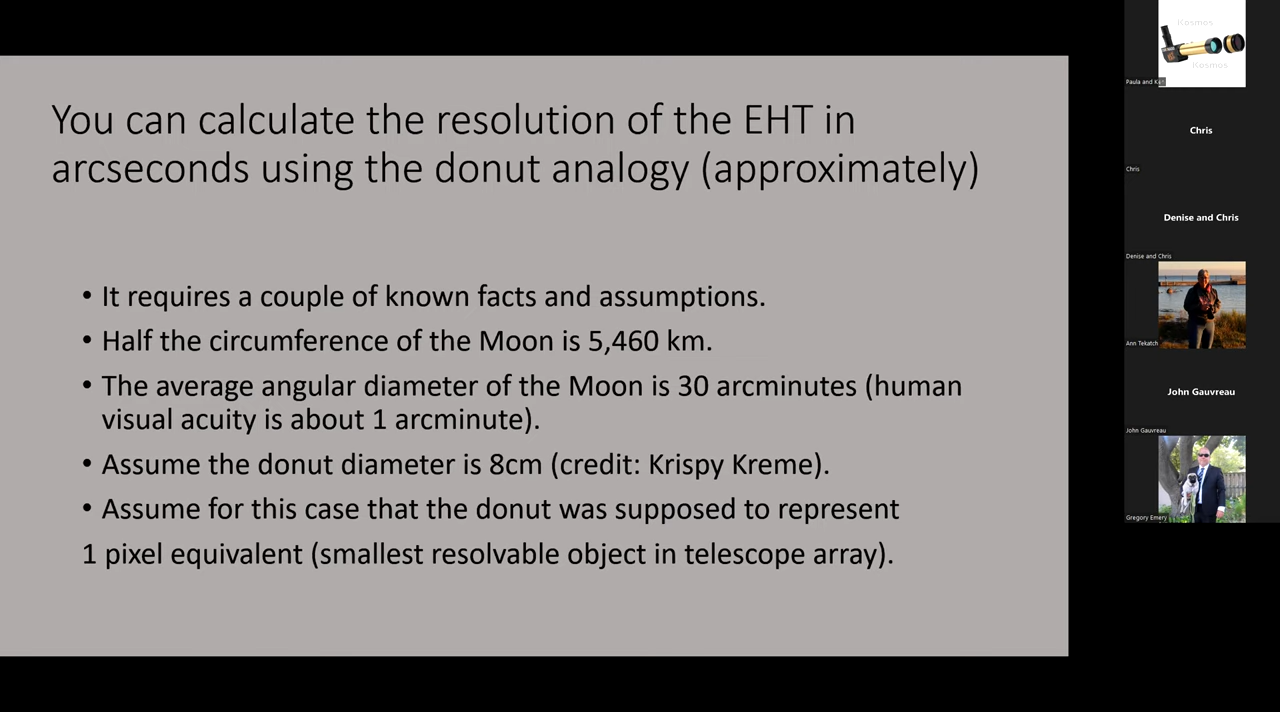 You can calculate the resolution of the EHT in
arcseconds using the donut analogy (approximately)
• It requires a couple of known facts and assumptions.
• Half the circumference of the Moon is 5,460 km.
• The average angular diameter of the Moon is 30 arcminutes (human
visual acuity is about 1 arcminute).
• Assume the donut diameter is 8cm (credit: Krispy Kreme).
• Assume for this case that the donut was supposed to represent
1 pixel equivalent (smallest resolvable object in telescope array).
Kosmos
Kosmos
Paula and
Chris
Chris
Denise and Chris
Denise and Chris
Ann Tekatch
John Gauvreau
John Gauvreau
Gregory Emery